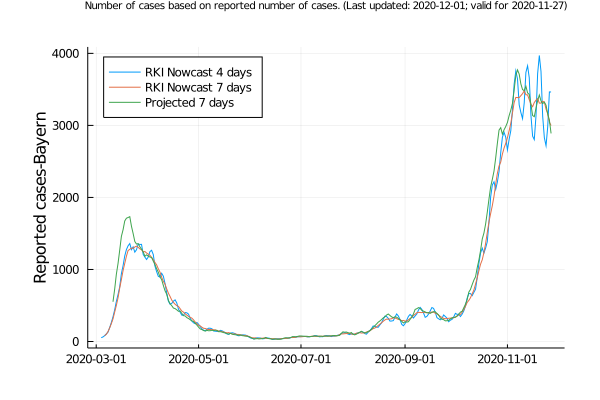 Number of cases based on reported number of cases. (Last updated: 2020-12-01; valid for 2020-11-27)
4000
RKI Nowcast 4 days
RKI Nowcast 7 days
Projected 7 days
3000
Reported cases-Bayern
2000
1000
0
2020-03-01 2020-05-01 2020-07-01 2020-09-01 2020-11-01